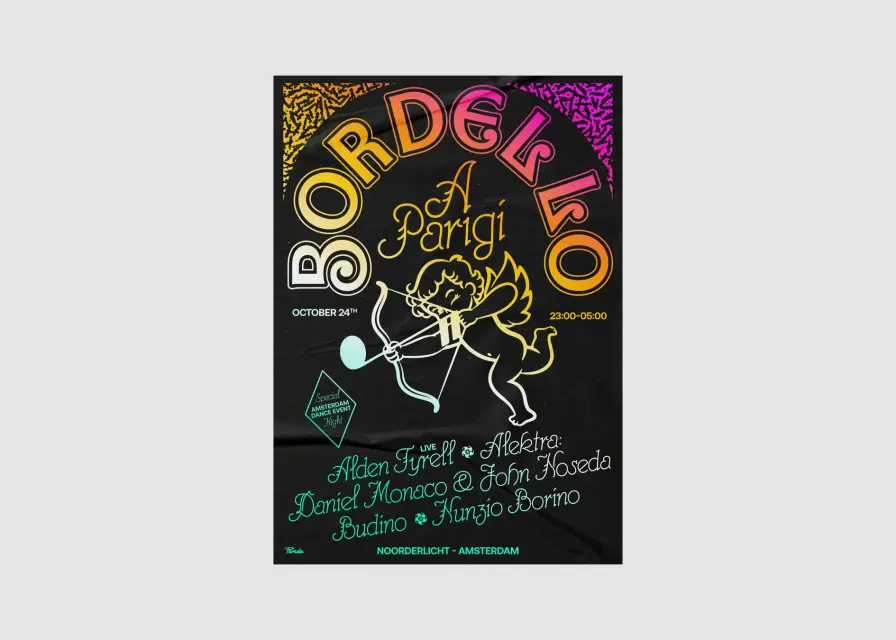 BORDELLO
A
Parigi
OCTOBER 24TH
23:00-05:00
Special
AMSTERDAM
DANCE EVENT
Night
LIVE
Alden Tyrell Alektra:
Daniel Monaco & John Noseda
Budino Nunzio Borino
NOORDERLICHT - AMSTERDAM
Parade